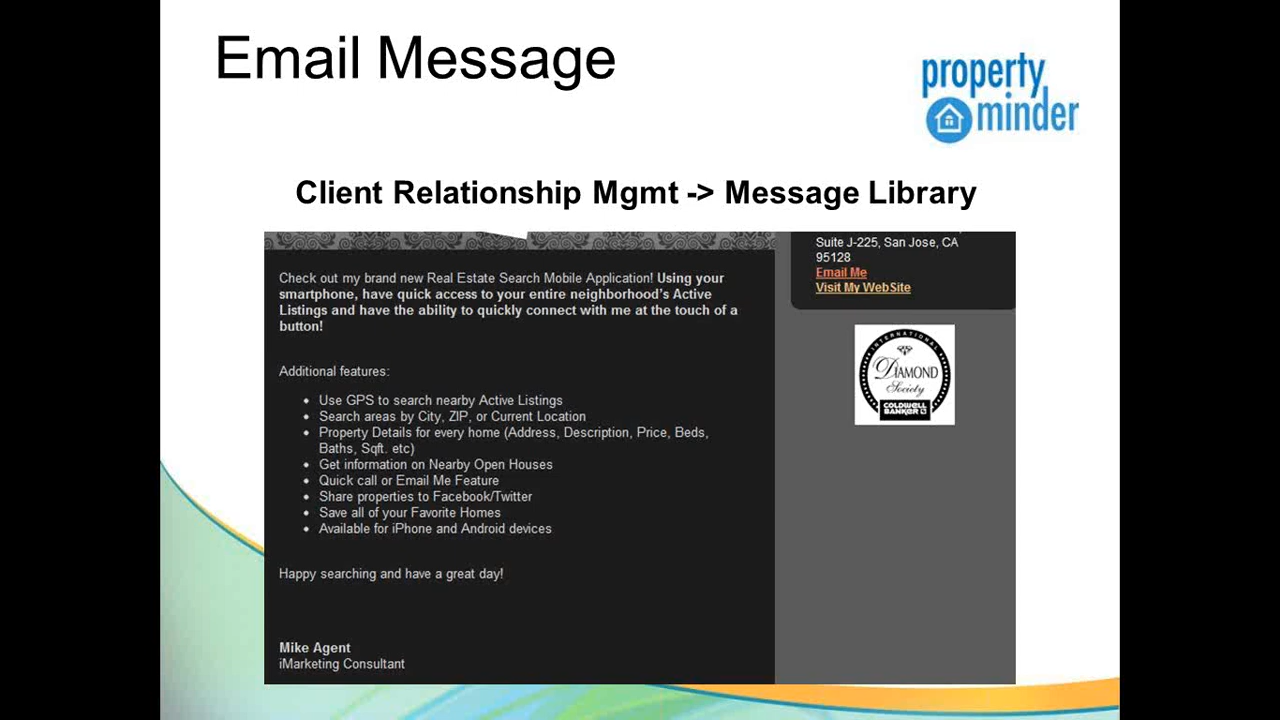 Email Message
property
minder
Client Relationship Mgmt -> Message Library
Check out my brand new Real Estate Search Mobile Application! Using your
smartphone, have quick access to your entire neighborhood's Active
Listings and have the ability to quickly connect with me at the touch of a
button!
Additional features:
• Use GPS to search nearby Active Listings
• Search areas by City, ZIP, or Current Location
• Property Details for every home (Address, Description, Price, Beds,
Baths, Sqft. etc)
• Get information on Nearby Open Houses
• Quick call or Email Me Feature
• Share properties to Facebook/Twitter
• Save all of your Favorite Homes
• Available for iPhone and Android devices
Happy searching and have a great day!
Mike Agent
iMarketing Consultant
Suite J-225, San Jose, CA
95128
Email Me
Visit My WebSite
INTERNATIONAL
DIAMOND
Society
COLDWELL
BANKER